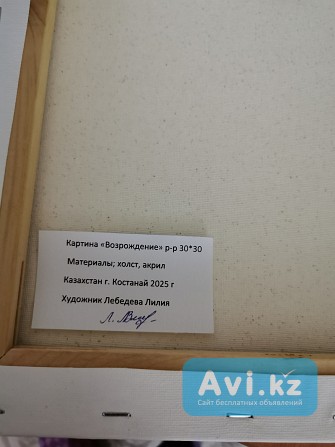 Картина «Возрождение» р-р 30*30
Материалы; холст, акрил
Казахстан г. Костанай 2025 г
Художник Лебедева Лилия
Avi.kz
Сайт бесплатных объявлений